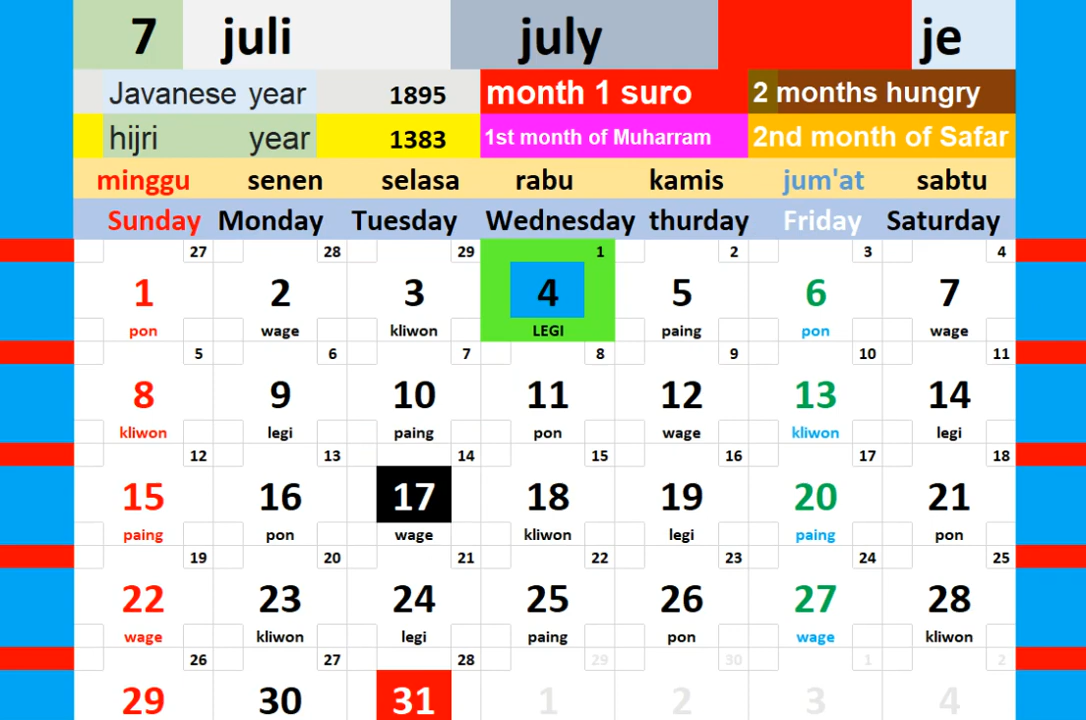 7 juli july je
Javanese year 1895 month 1 suro 2 months hungry
hijri year 1383 1st month of Muharram 2nd month of Safar
minggu senen selasa rabu kamis jum'at sabtu
Sunday Monday Tuesday Wednesday thurday Friday Saturday
27 28 29 1 2 3 4
1 2 3 4 5 6 7
pon wage kliwon LEGI paing pon wage
5 6 7 8 9 10 11
8 9 10 11 12 13 14
kliwon legi paing pon wage kliwon legi
12 13 14 15 16 17 18
15 16 17 18 19 20 21
paing pon wage kliwon legi paing pon
19 20 21 22 23 24 25
22 23 24 25 26 27 28
wage kliwon legi paing pon wage kliwon
26 27 28 29 30 1 2
29 30 31 1 2 3 4